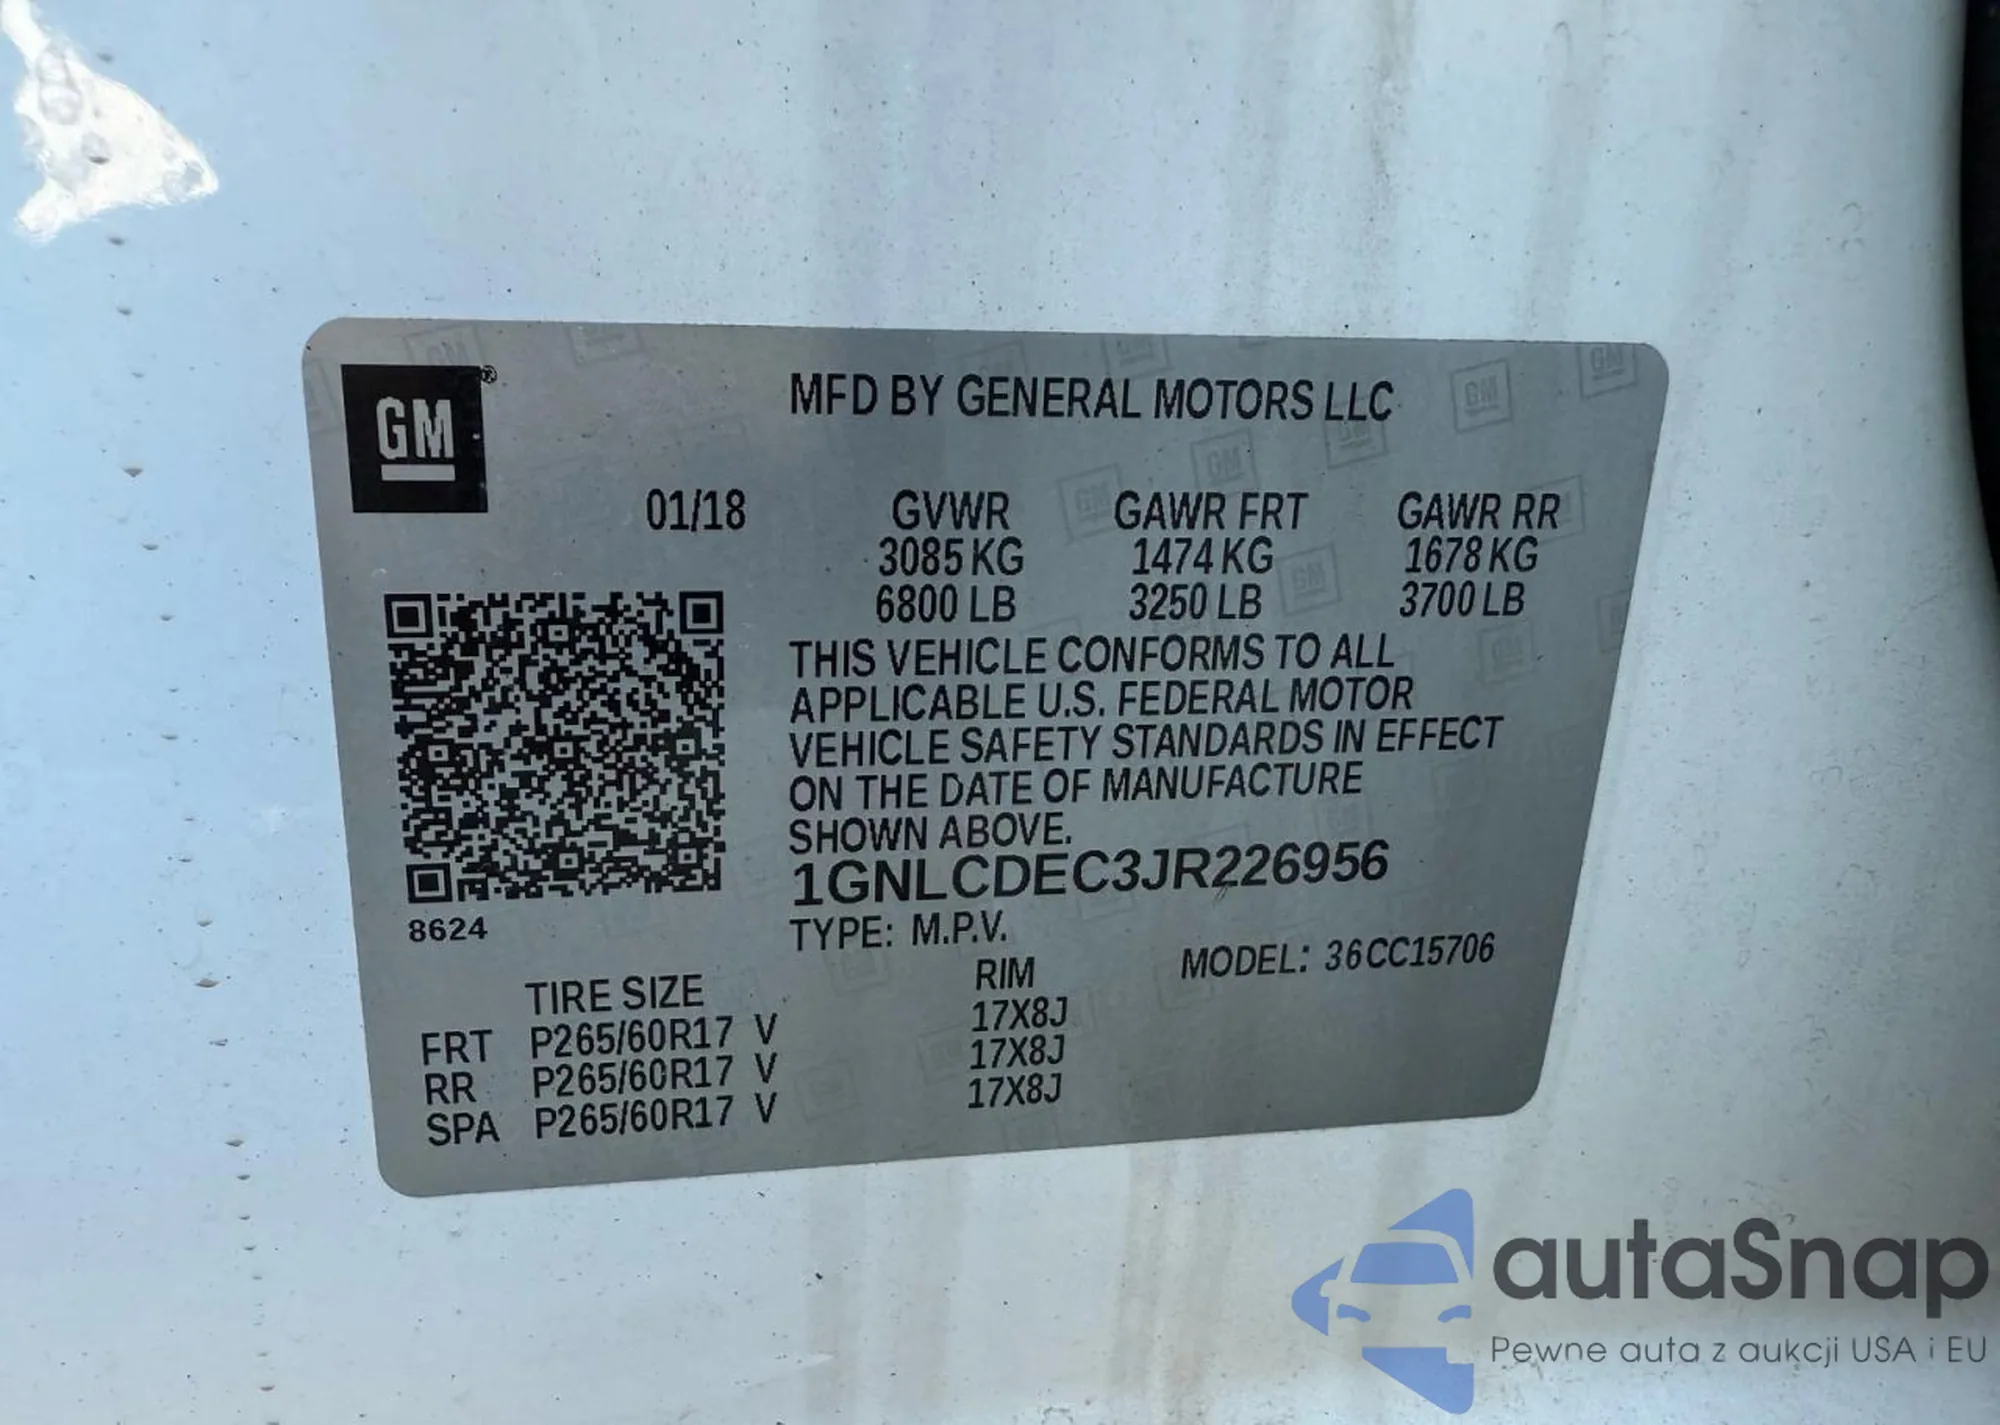 GM ®
MFD BY GENERAL MOTORS LLC
01/18 GVWR GAWR FRT GAWR RR
3085 KG 1474 KG 1678 KG
6800 LB 3250 LB 3700 LB
THIS VEHICLE CONFORMS TO ALL
APPLICABLE U.S. FEDERAL MOTOR
VEHICLE SAFETY STANDARDS IN EFFECT
ON THE DATE OF MANUFACTURE
SHOWN ABOVE.
1GNLCDEC3JR226956
8624
TYPE: M.P.V.
MODEL: 36CC15706
TIRE SIZE RIM
FRT P265/60R17 V 17X8J
RR P265/60R17 V 17X8J
SPA P265/60R17 V 17X8J
autaSnap
Pewne auta z aukcji USA i EU